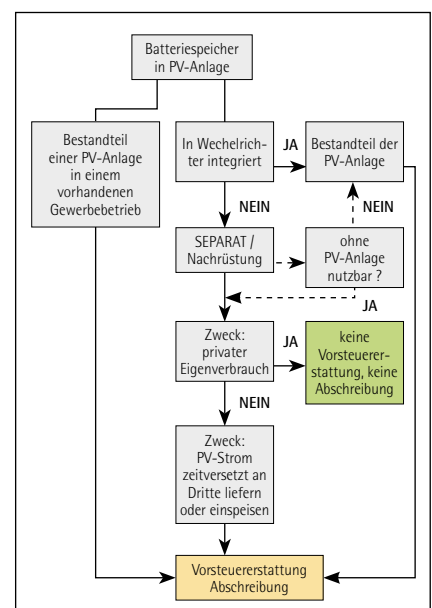 Batteriespeicher
in PV-Anlage
Bestandteil
einer PV-Anlage
in einem
vorhandenen
Gewerbebetrieb
In Wechelrich-
ter integriert
JA
Bestandteil der
PV-Anlage
NEIN
NEIN
SEPARAT /
Nachrüstung
ohne
PV-Anlage
nutzbar ?
JA
Zweck:
privater
Eigenverbrauch
JA
keine
Vorsteuerer-
stattung, keine
Abschreibung
NEIN
Zweck:
PV-Strom
zeitversetzt an
Dritte liefern
oder einspeisen
Vorsteuererstattung
Abschreibung